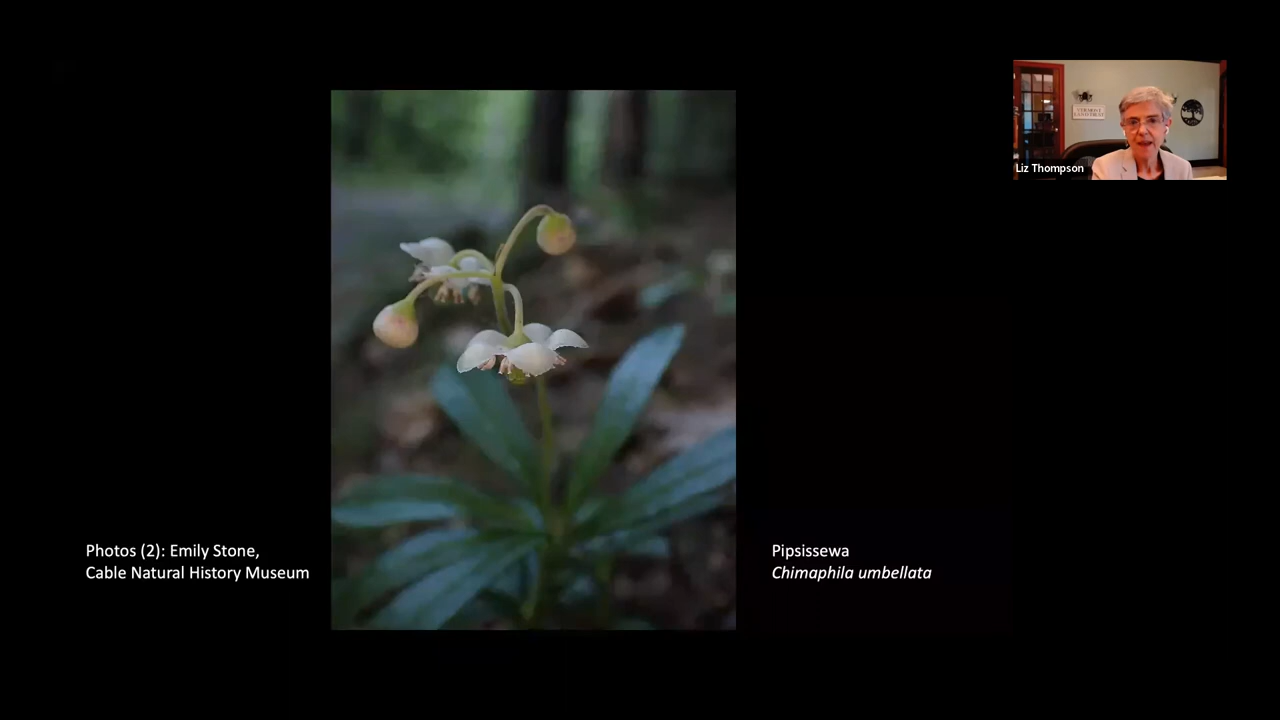 Liz Thompson
Photos (2): Emily Stone,
Cable Natural History Museum
Pipsissewa
Chimaphila umbellata